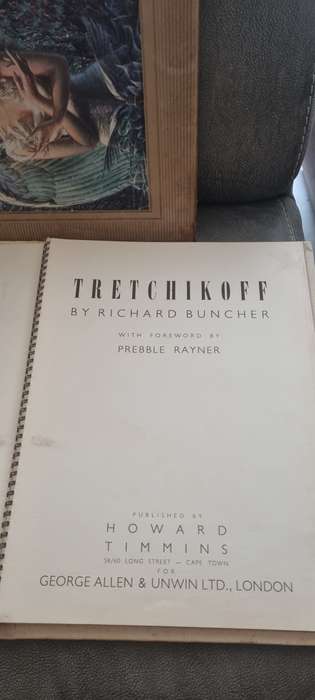 TRETCHIKOFF
BY RICHARD BUNCHER
WITH FOREWORD BY
PREBBLE RAYNER
PUBLISHED BY
HOWARD
TIMMINS
58/60 LONG STREET — CAPE TOWN
FOR
GEORGE ALLEN & UNWIN LTD., LONDON